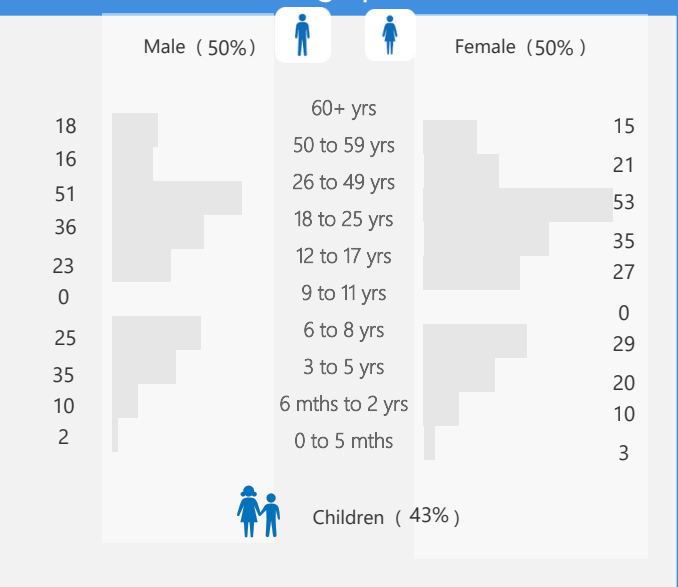 Male ( 50% )
Female ( 50% )
60+ yrs
18
15
50 to 59 yrs
16
21
26 to 49 yrs
51
53
18 to 25 yrs
36
35
12 to 17 yrs
23
27
9 to 11 yrs
0
0
6 to 8 yrs
25
29
3 to 5 yrs
35
20
6 mths to 2 yrs
10
10
0 to 5 mths
2
3
Children ( 43% )